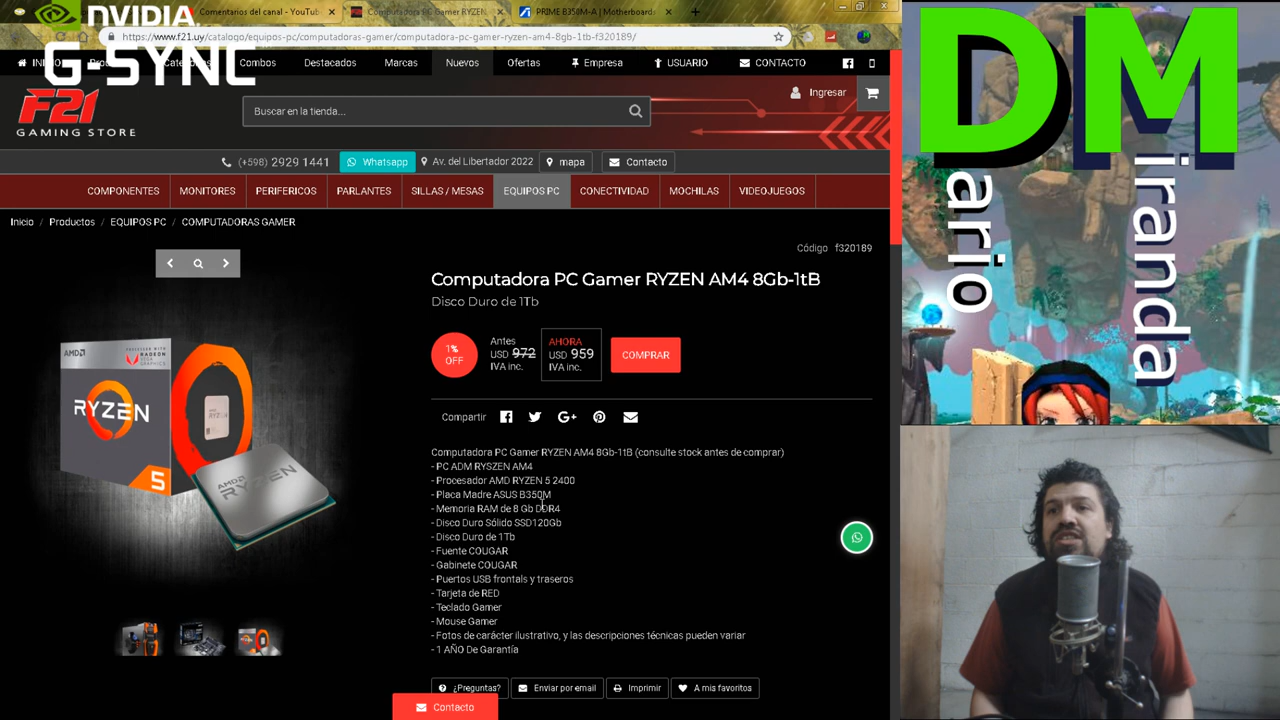 NVIDIA.
G-SYNC
Comentarios del canal - YouTu
Computadora PC Gamer RYZEN
PRIME B350M-A | Motherboards
https://www.f21.uy/catalogo/equipos-pc/computadoras-gamer/computadora-pc-gamer-ryzen-am4-8gb-1tb-f320189/
Combos
Destacados
Marcas
Nuevos
Ofertas
Empresa
USUARIO
CONTACTO
F21
GAMING STORE
Buscar en la tienda...
Ingresar
(+598) 2929 1441
Whatsapp
Av. del Libertador 2022
mapa
Contacto
COMPONENTES
MONITORES
PERIFERICOS
PARLANTES
SILLAS / MESAS
EQUIPOS PC
CONECTIVIDAD
MOCHILAS
VIDEOJUEGOS
Inicio / Productos / EQUIPOS PC / COMPUTADORAS GAMER
Código f320189
Computadora PC Gamer RYZEN AM4 8Gb-1tB
Disco Duro de 1Tb
1%
OFF
Antes
USD 972
IVA inc.
AHORA
USD 959
IVA inc.
COMPRAR
Compartir
Computadora PC Gamer RYZEN AM4 8Gb-1tB (consulte stock antes de comprar)
- PC ADM RYSZEN AM4
- Procesador AMD RYZEN 5 2400
- Placa Madre ASUS B350M
- Memoria RAM de 8 Gb DDR4
- Disco Duro Sólido SSD120Gb
- Disco Duro de 1Tb
- Fuente COUGAR
- Gabinete COUGAR
- Puertos USB frontals y traseros
- Tarjeta de RED
- Teclado Gamer
- Mouse Gamer
- Fotos de carácter ilustrativo, y las descripciones técnicas pueden variar
- 1 AÑO De Garantía
¿Preguntas?
Enviar por email
Imprimir
A mis favoritos
Contacto
AMD
RADEON
RYZEN
5
RYZEN
DM
ario
iranda